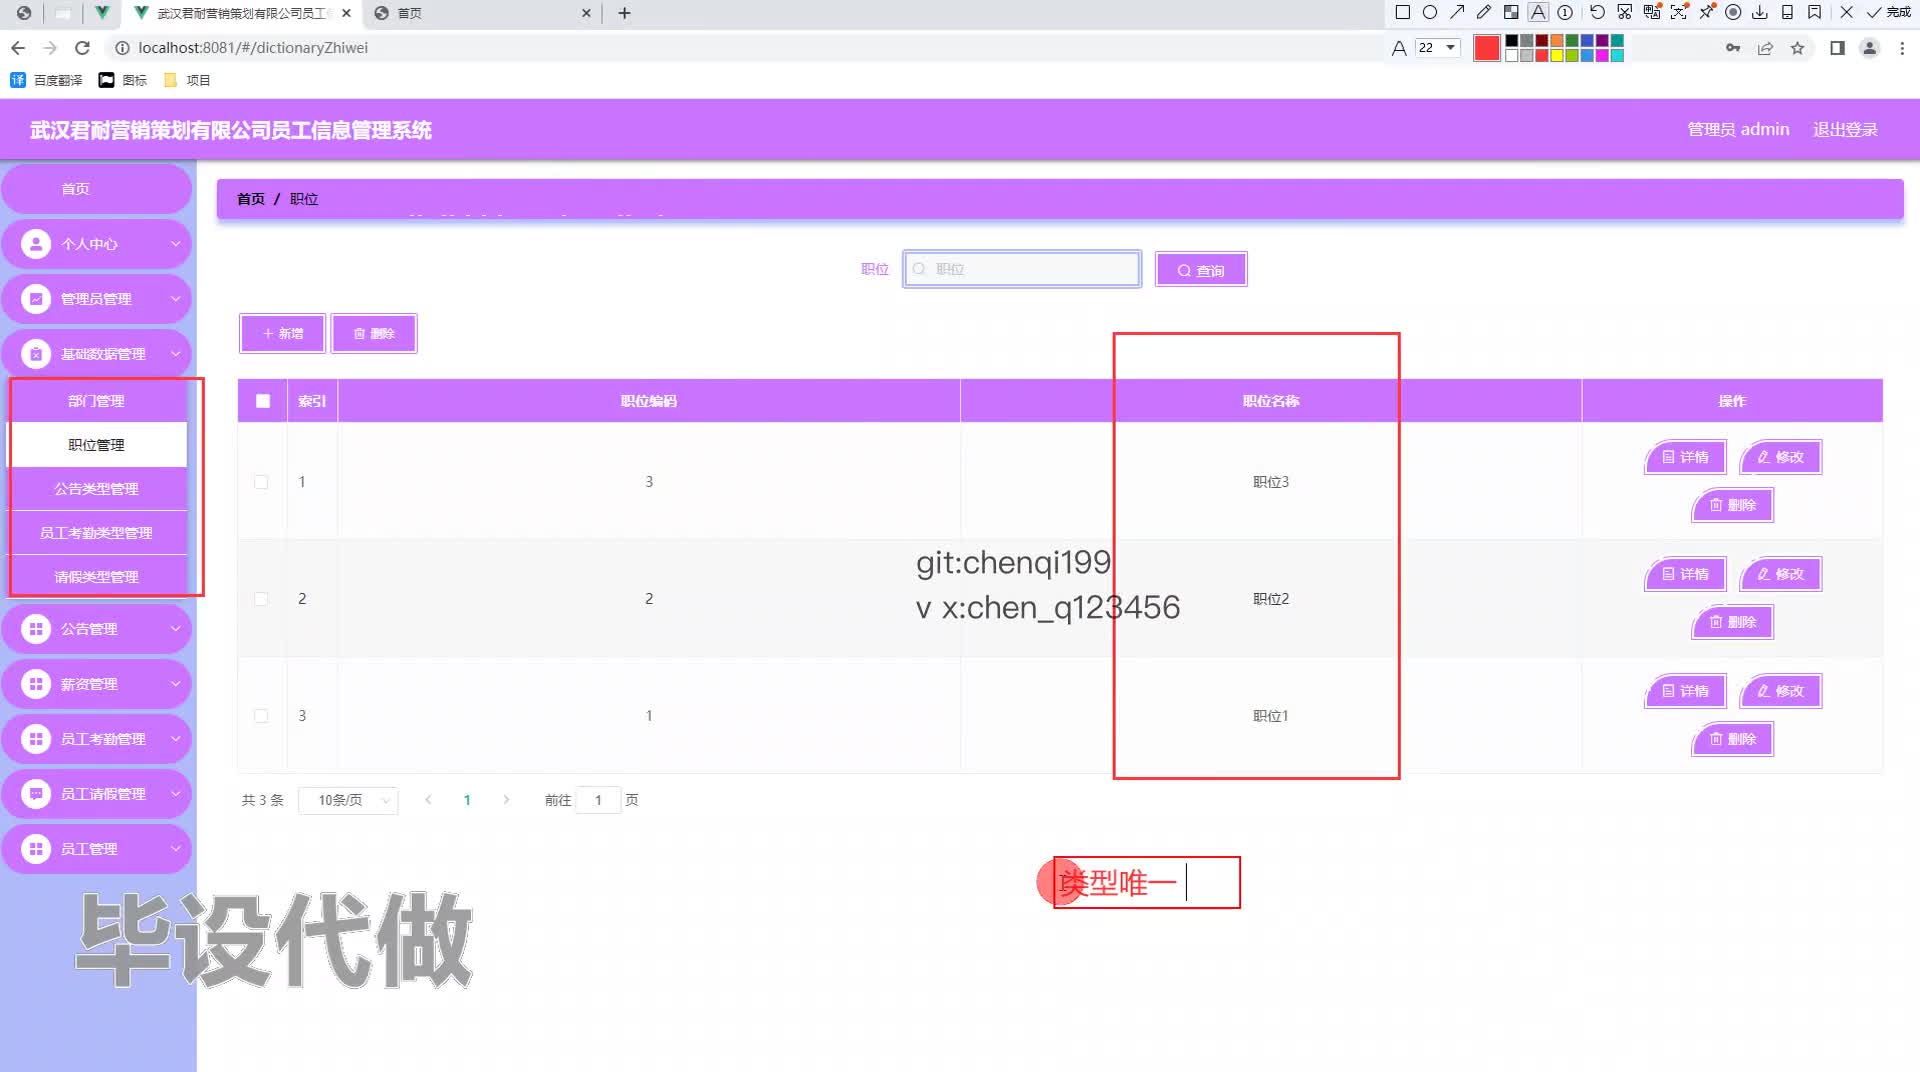 武汉君耐营销策划有限公司员工
首页
22
完成
localhost:8081/#/dictionaryZhiwei
译 百度翻译 图标 项目
武汉君耐营销策划有限公司员工信息管理系统
管理员 admin 退出登录
首页
个人中心
管理员管理
基础数据管理
部门管理
职位管理
公告类型管理
员工考勤类型管理
请假类型管理
公告管理
薪资管理
员工考勤管理
员工请假管理
员工管理
首页 / 职位
职位 职位 查询
新增 删除
索引 职位编码 职位名称 操作
1 3 职位3 详情 修改 删除
2 2 职位2 详情 修改 删除
3 1 职位1 详情 修改 删除
git:chenqi199
v x:chen_q123456
共 3 条 10条/页 1 前往 1 页
类型唯一
毕设代做